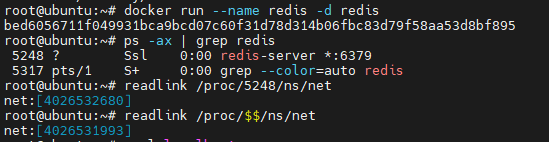 root@ubuntu:~# docker run --name redis -d redis
bed6056711f049931bca9bcd07c60f31d78d314b06fbc83d79f58aa53d8bf895
root@ubuntu:~# ps -ax | grep redis
5248 ? Ssl 0:00 redis-server *:6379
5317 pts/1 S+ 0:00 grep --color=auto redis
root@ubuntu:~# readlink /proc/5248/ns/net
net:[4026532680]
root@ubuntu:~# readlink /proc/$$/ns/net
net:[4026531993]